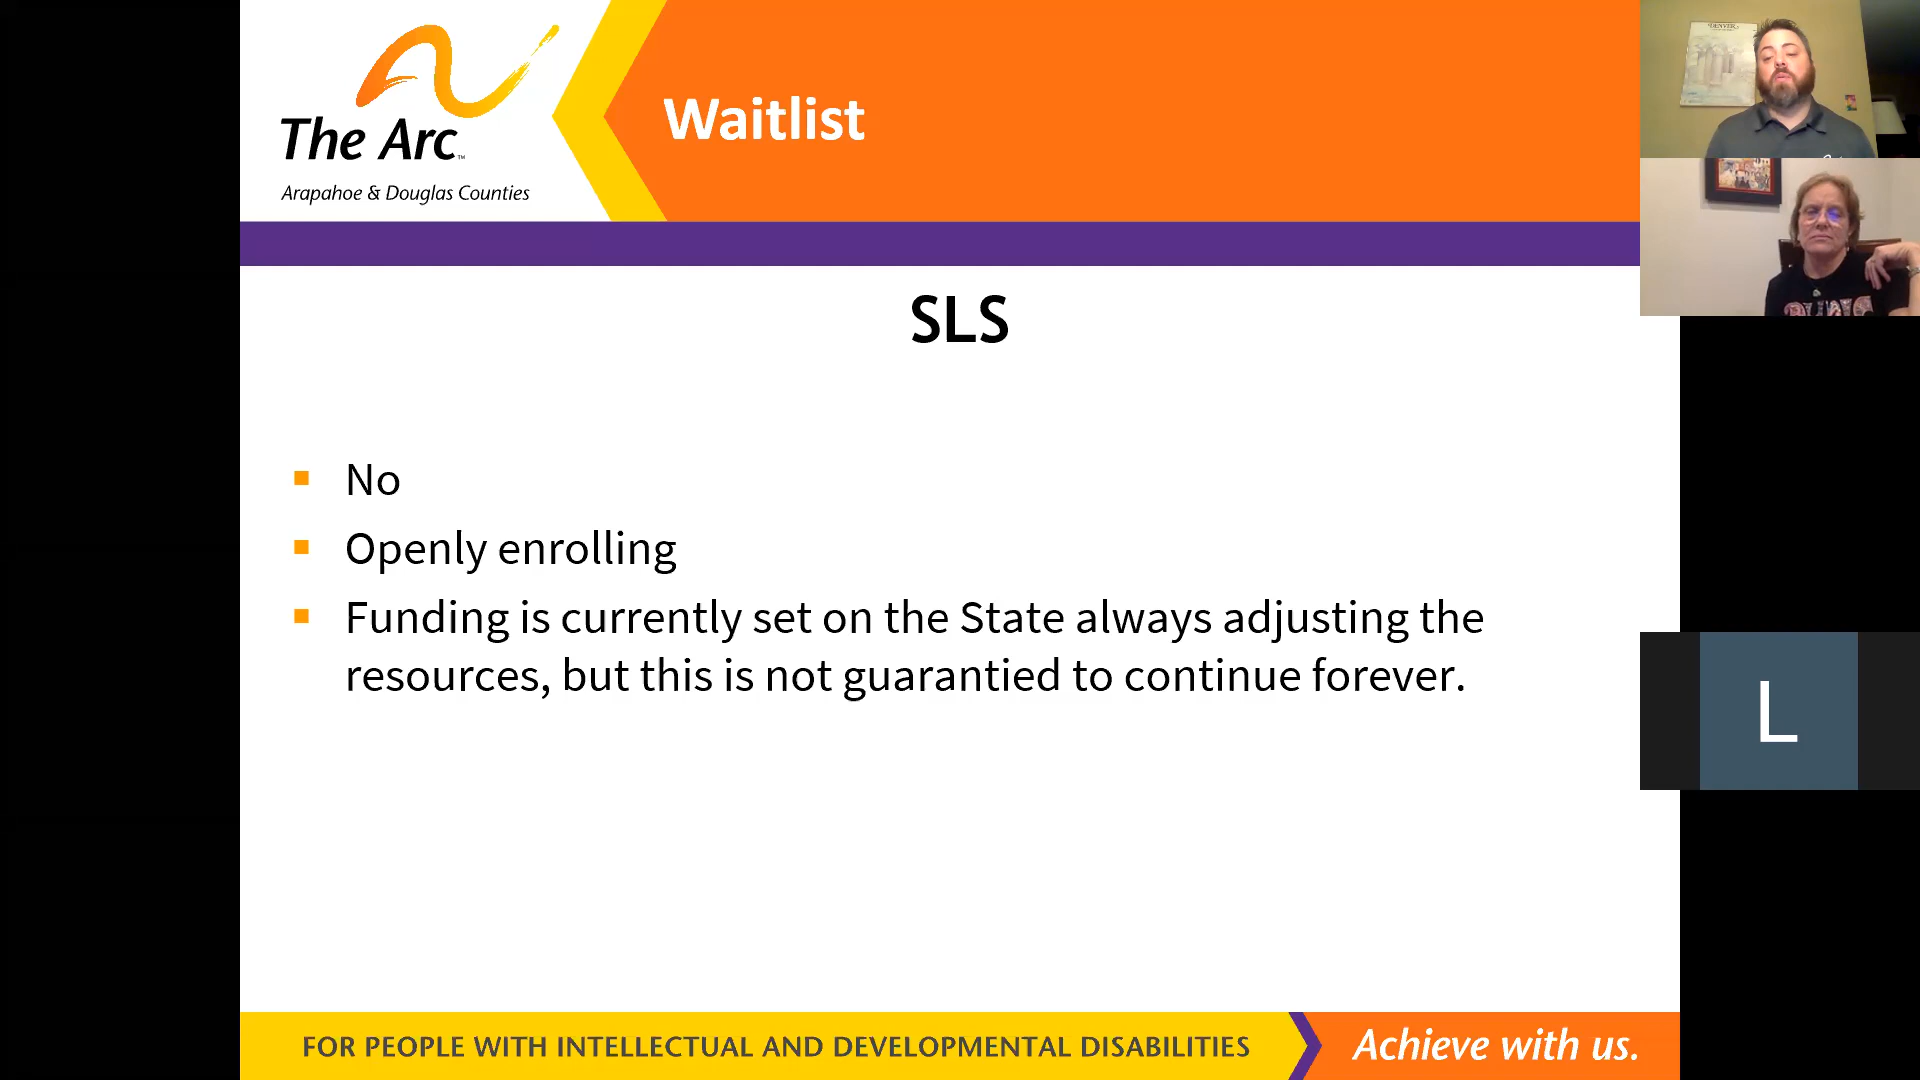 The Arc™
Arapahoe & Douglas Counties
Waitlist
DENVER
SLS
No
Openly enrolling
Funding is currently set on the State always adjusting the
resources, but this is not guarantied to continue forever.
L
FOR PEOPLE WITH INTELLECTUAL AND DEVELOPMENTAL DISABILITIES
Achieve with us.